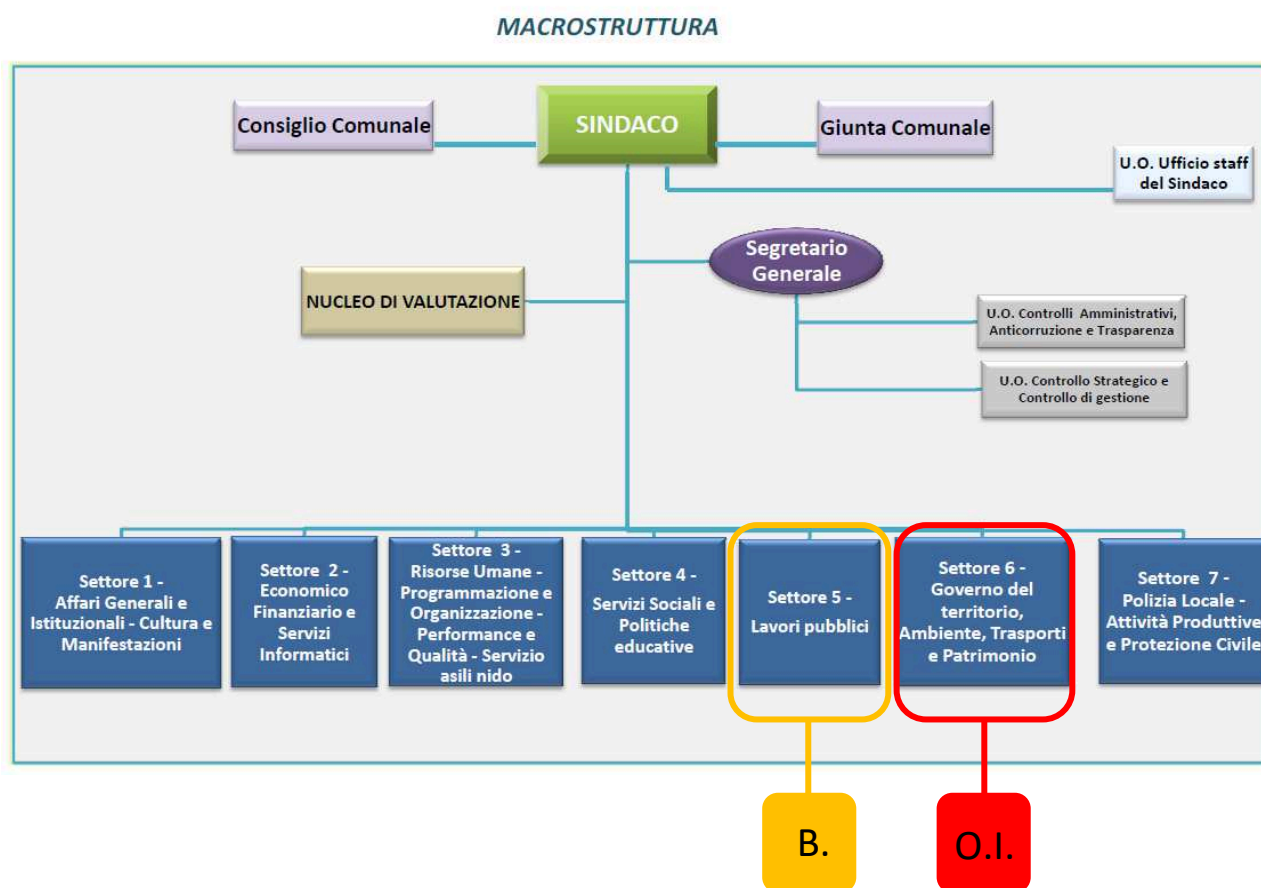 MACROSTRUTTURA
Consiglio Comunale
SINDACO
Giunta Comunale
U.O. Ufficio staff
del Sindaco
Segretario
Generale
NUCLEO DI VALUTAZIONE
U.O. Controlli Amministrativi,
Anticorruzione e Trasparenza
U.O. Controllo Strategico e
Controllo di gestione
Settore 1 -
Affari Generali e
Istituzionali - Cultura e
Manifestazioni
Settore 2 -
Economico
Finanziario e
Servizi
Informatici
Settore 3 -
Risorse Umane -
Programmazione e
Organizzazione -
Performance e
Qualità - Servizio
asili nido
Settore 4 -
Servizi Sociali e
Politiche
educative
Settore 5 -
Lavori pubblici
Settore 6 -
Governo del
territorio,
Ambiente, Trasporti
e Patrimonio
Settore 7 -
Polizia Locale -
Attività Produttive
e Protezione Civile
B.
O.I.